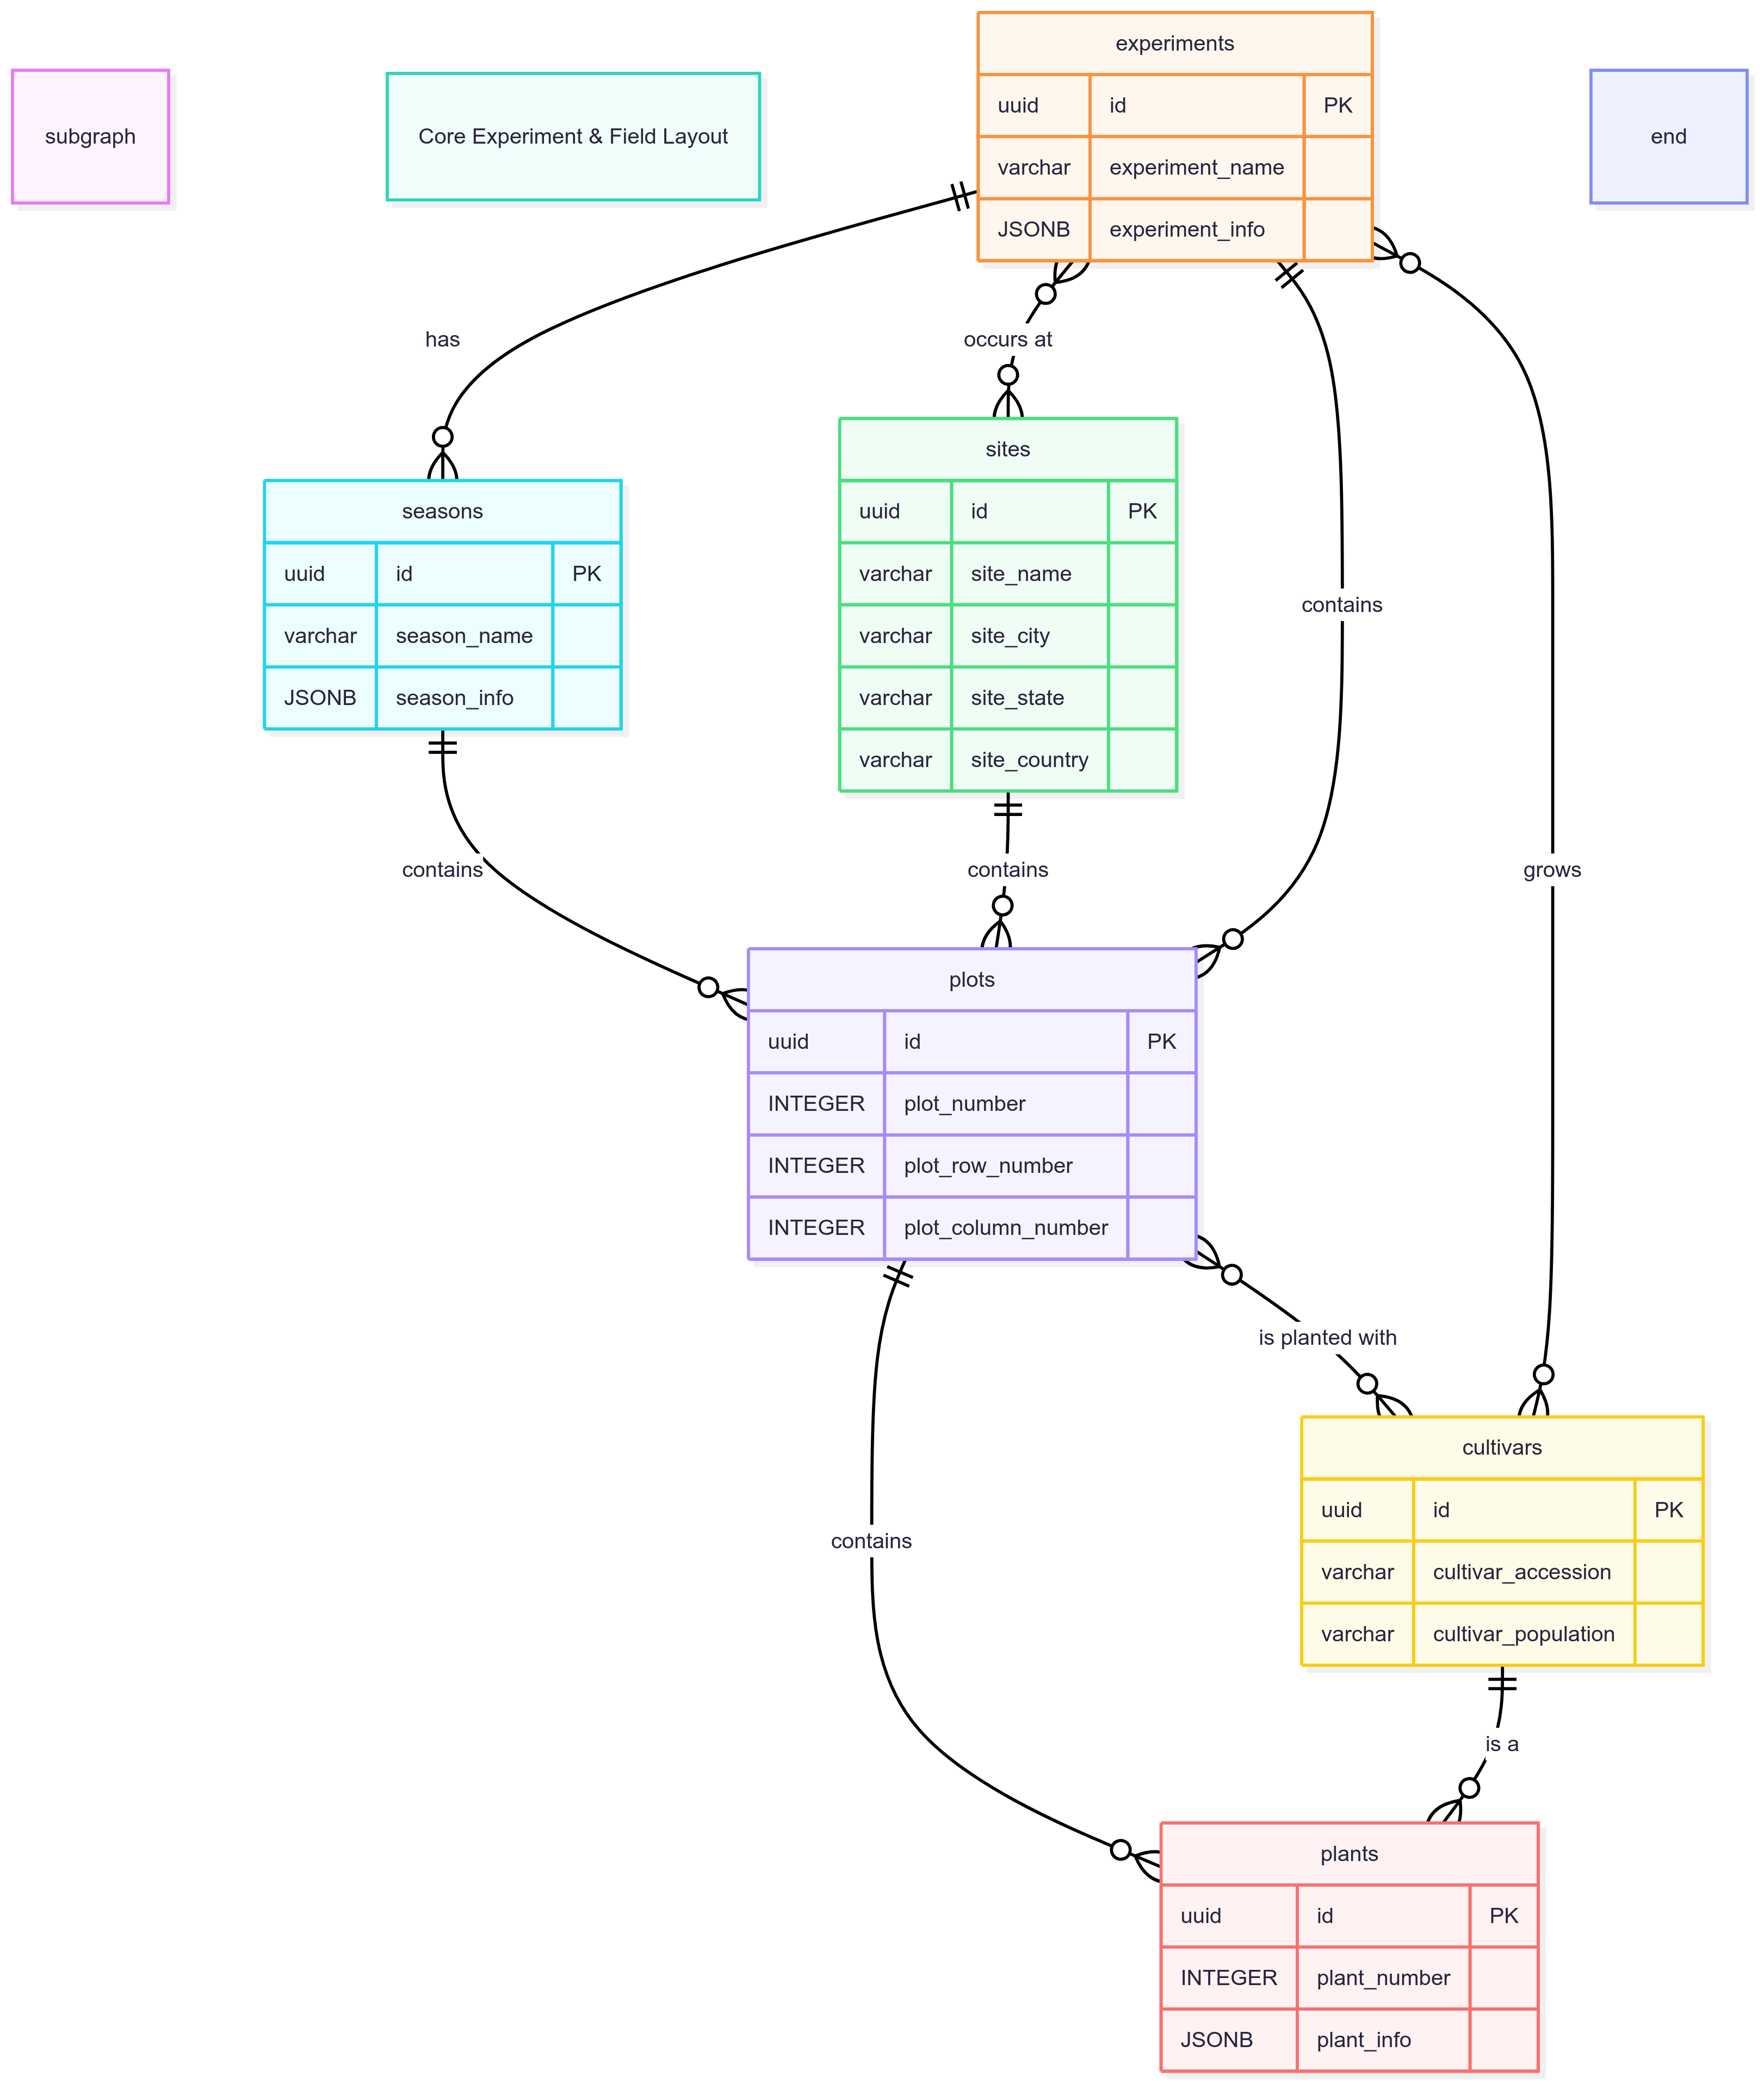 experiments
uuid id PK
varchar experiment_name
JSONB experiment_info
subgraph
Core Experiment & Field Layout
end
has
occurs at
sites
uuid id PK
varchar site_name
varchar site_city
varchar site_state
varchar site_country
seasons
uuid id PK
varchar season_name
JSONB season_info
contains
contains
contains
grows
plots
uuid id PK
INTEGER plot_number
INTEGER plot_row_number
INTEGER plot_column_number
is planted with
cultivars
uuid id PK
varchar cultivar_accession
varchar cultivar_population
contains
is a
plants
uuid id PK
INTEGER plant_number
JSONB plant_info